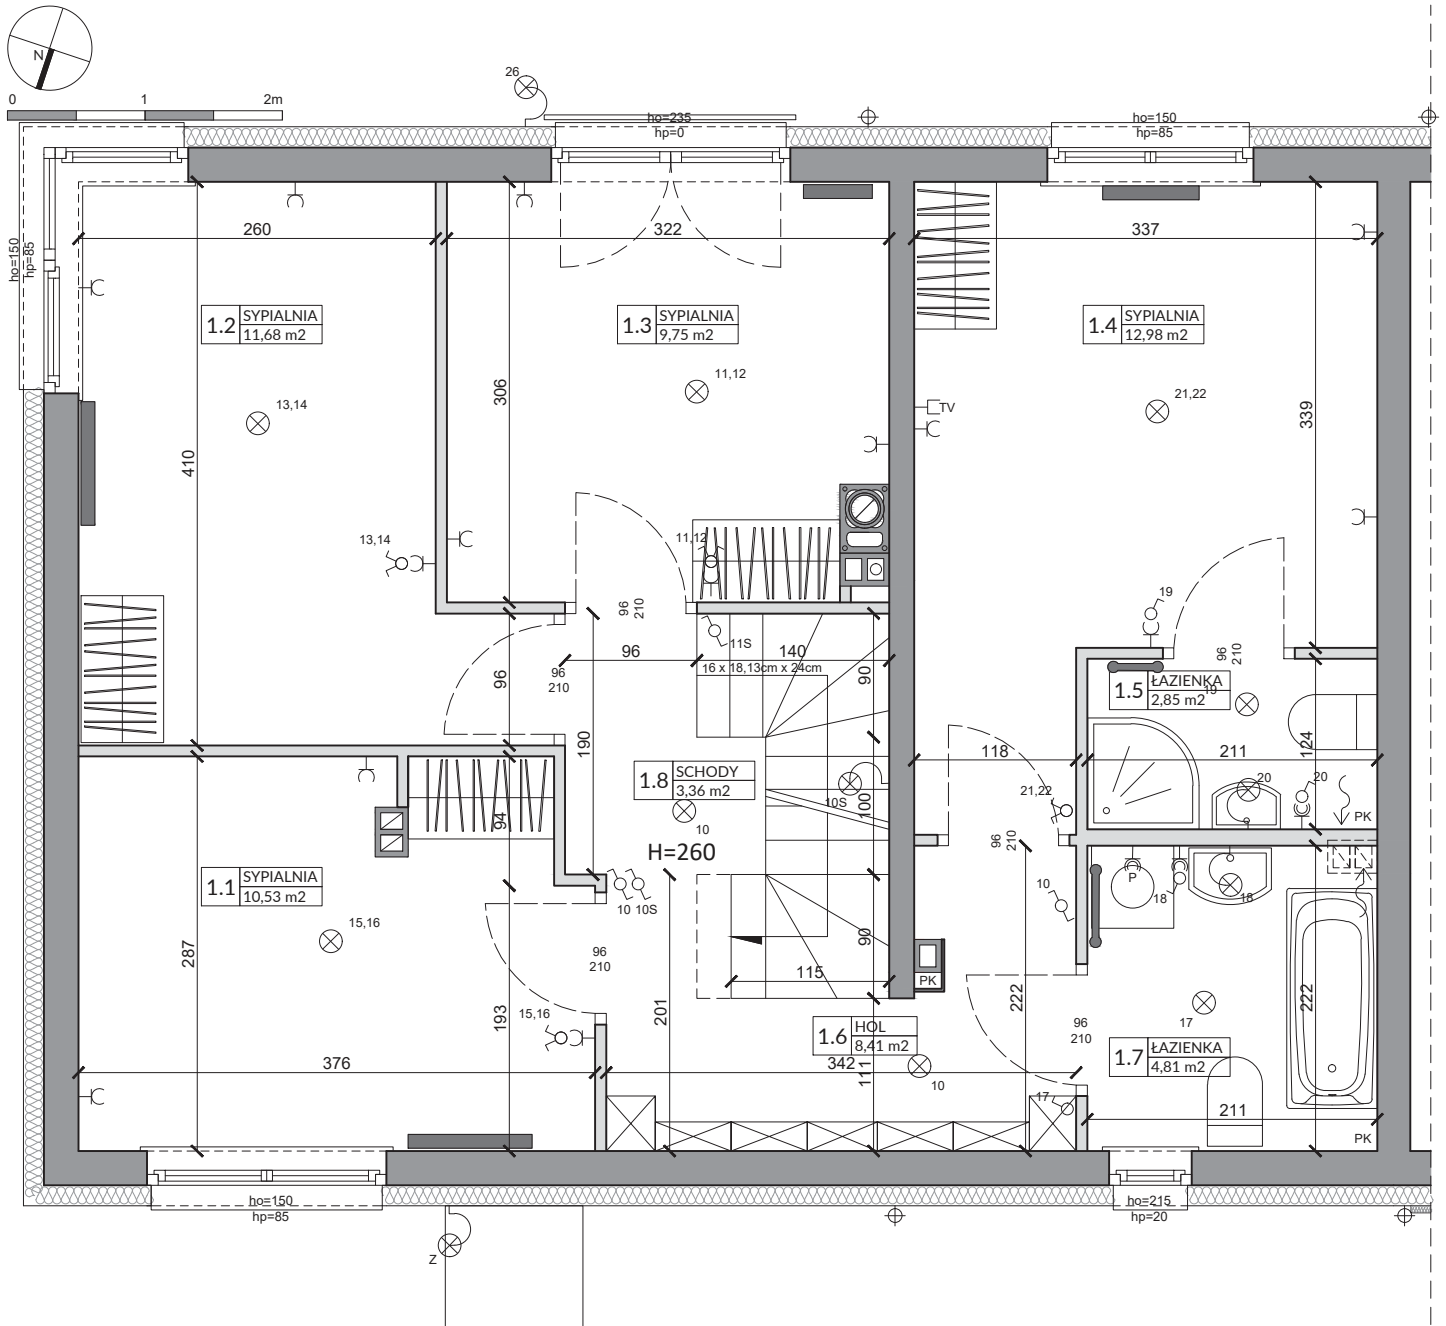 N
0 1 2m
26
ho=235
hp=0
ho=150
hp=85
ho=150
hp=85
260
322
337
1.2
SYPIALNIA
11,68 m2
1.3
SYPIALNIA
9,75 m2
1.4
SYPIALNIA
12,98 m2
13,14
11,12
21,22
TV
410
306
339
13,14
11,12
19
96
210
11S
96
140
16 x 18,13cm x 24cm
90
96
96
210
96
210
1.5
ŁAZIENKA
2,85 m2
19
190
118
211
124
1.8
SCHODY
3,36 m2
10S
100
10
H=260
20
20
PK
21,22
96
210
94
1.1
SYPIALNIA
10,53 m2
15,16
10 10S
10
P
18
18
287
96
210
90
115
PK
193
15,16
201
222
222
1.6
HOL
8,41 m2
17
96
210
1.7
ŁAZIENKA
4,81 m2
376
342
111
10
17
211
PK
ho=150
hp=85
ho=215
hp=20
Z